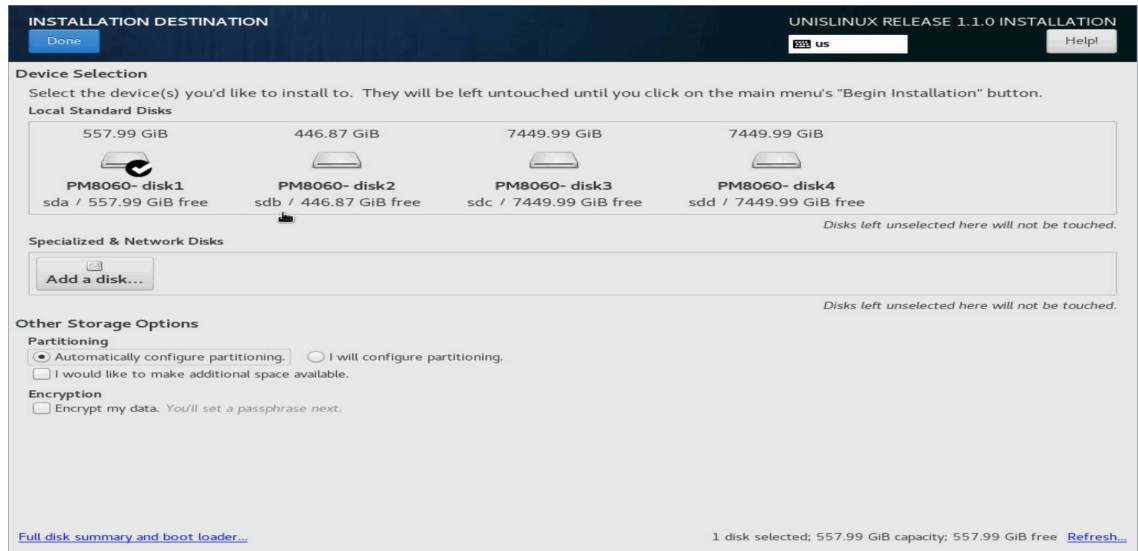 INSTALLATION DESTINATION
UNISLINUX RELEASE 1.1.0 INSTALLATION
Done
us
Help!
Device Selection
Select the device(s) you'd like to install to. They will be left untouched until you click on the main menu's "Begin Installation" button.
Local Standard Disks
557.99 GiB 446.87 GiB 7449.99 GiB 7449.99 GiB
PM8060- disk1 PM8060- disk2 PM8060- disk3 PM8060- disk4
sda / 557.99 GiB free sdb / 446.87 GiB free sdc / 7449.99 GiB free sdd / 7449.99 GiB free
Disks left unselected here will not be touched.
Specialized & Network Disks
Add a disk...
Disks left unselected here will not be touched.
Other Storage Options
Partitioning
Automatically configure partitioning. I will configure partitioning.
I would like to make additional space available.
Encryption
Encrypt my data. You'll set a passphrase next.
Full disk summary and boot loader... 1 disk selected; 557.99 GiB capacity; 557.99 GiB free Refresh...